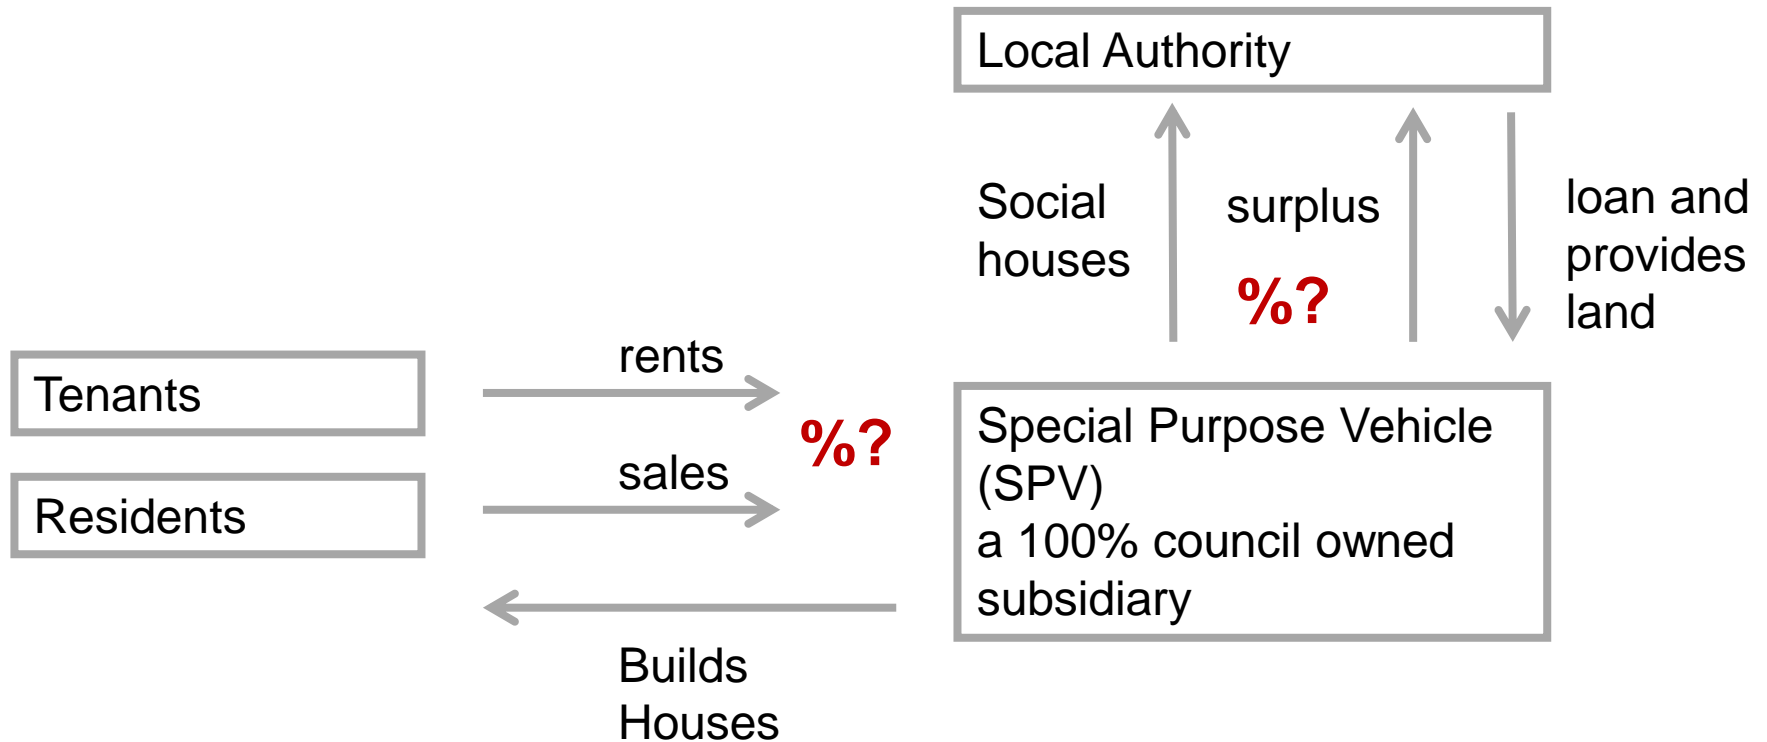 Local Authority
Social
houses
surplus
%?
loan and
provides
land
Tenants
rents
%?
Residents
sales
Special Purpose Vehicle
(SPV)
a 100% council owned
subsidiary
Builds
Houses